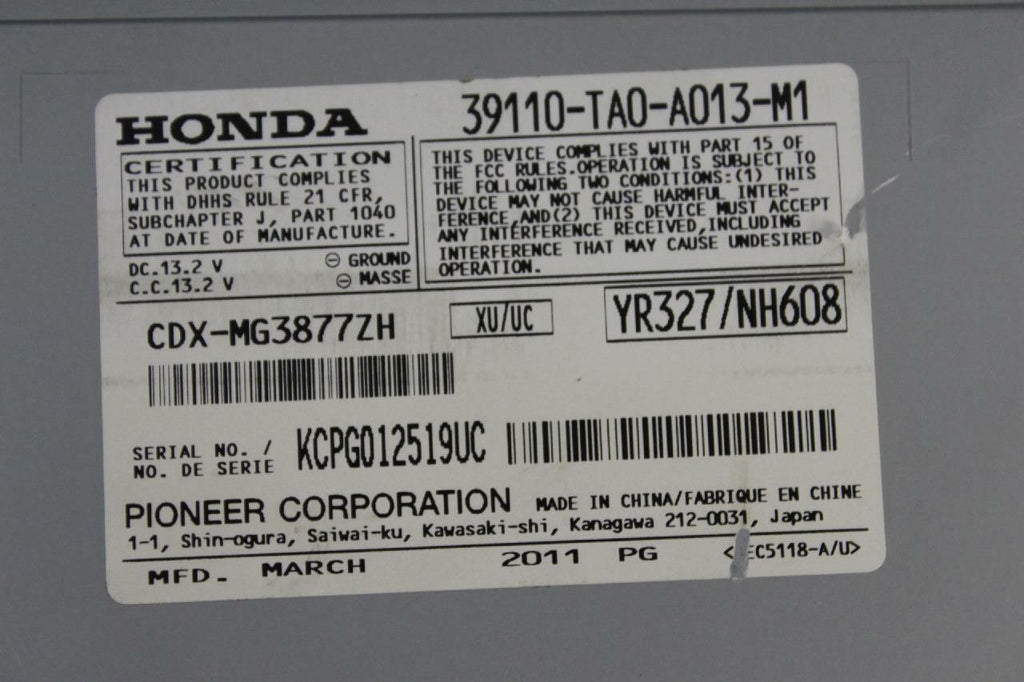 HONDA
39110-TA0-A013-M1
CERTIFICATION
THIS PRODUCT COMPLIES
WITH DHHS RULE 21 CFR,
SUBCHAPTER J, PART 1040
AT DATE OF MANUFACTURE.
THIS DEVICE COMPLIES WITH PART 15 OF
THE FCC RULES.OPERATION IS SUBJECT TO
THE FOLLOWING TWO CONDITIONS:(1) THIS
DEVICE MAY NOT CAUSE HARMFUL INTER-
FERENCE,AND(2) THIS DEVICE MUST ACCEPT
ANY INTERFERENCE RECEIVED,INCLUDING
INTERFERENCE THAT MAY CAUSE UNDESIRED
OPERATION.
DC.13.2 V ⊖ GROUND
C.C.13.2 V ⊖ MASSE
CDX-MG3877ZH
XU/UC
YR327/NH608
SERIAL NO. /
NO. DE SERIE
KCPG012519UC
PIONEER CORPORATION MADE IN CHINA/FABRIQUE EN CHINE
1-1, Shin-ogura, Saiwai-ku, Kawasaki-shi, Kanagawa 212-0031, Japan
MFD. MARCH 2011 PG